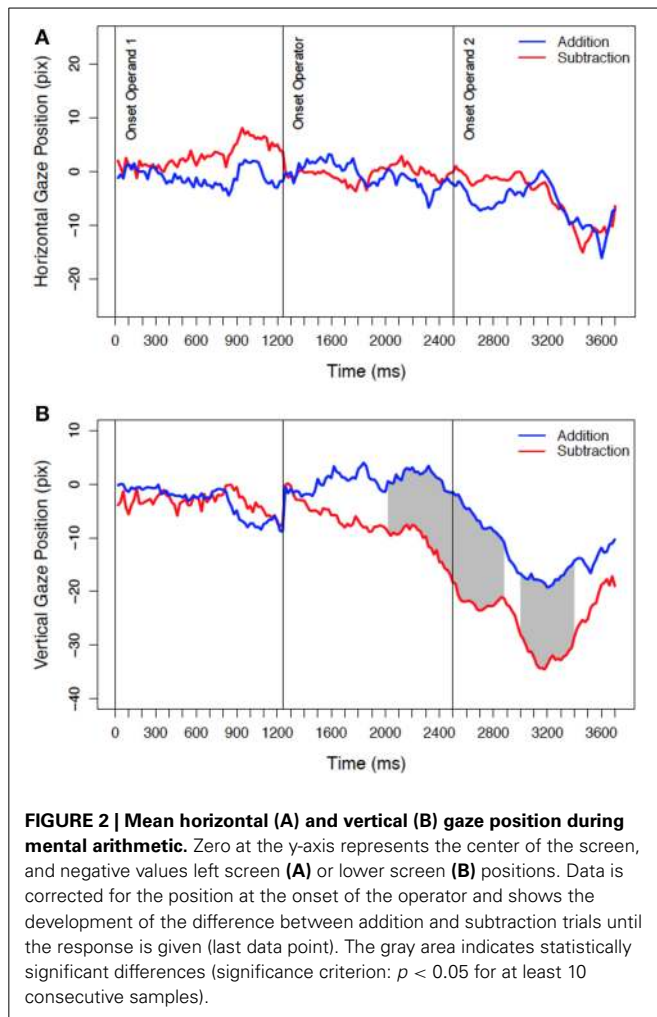 A
Addition
Subtraction
Onset Operand 1
Onset Operator
Onset Operand 2
Horizontal Gaze Position (pix)
20
10
0
-10
-20
0 300 600 900 1200 1600 2000 2400 2800 3200 3600
Time (ms)
B
Addition
Subtraction
Vertical Gaze Position (pix)
10
0
-10
-20
-30
-40
0 300 600 900 1200 1600 2000 2400 2800 3200 3600
Time (ms)
FIGURE 2 | Mean horizontal (A) and vertical (B) gaze position during
mental arithmetic. Zero at the y-axis represents the center of the screen,
and negative values left screen (A) or lower screen (B) positions. Data is
corrected for the position at the onset of the operator and shows the
development of the difference between addition and subtraction trials until
the response is given (last data point). The gray area indicates statistically
significant differences (significance criterion: p < 0.05 for at least 10
consecutive samples).